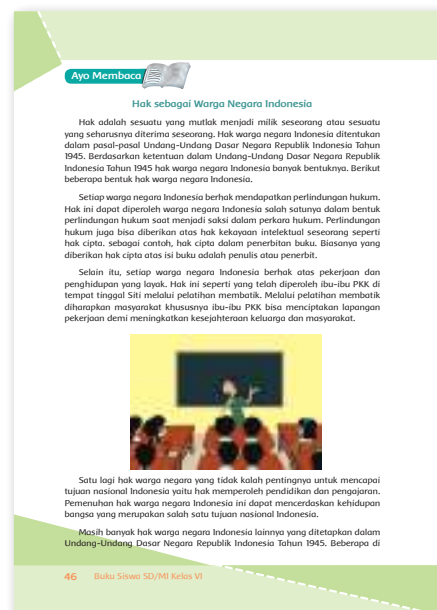 Ayo Membaca
Hak sebagai Warga Negara Indonesia
Hak adalah sesuatu yang mutlak menjadi milik seseorang atau sesuatu
yang seharusnya diterima seseorang. Hak warga negara Indonesia ditentukan
dalam pasal-pasal Undang-Undang Dasar Negara Republik Indonesia Tahun
1945. Berdasarkan ketentuan dalam Undang-Undang Dasar Negara Republik
Indonesia Tahun 1945 hak warga negara Indonesia banyak bentuknya. Berikut
beberapa bentuk hak warga negara Indonesia.
Setiap warga negara Indonesia berhak mendapatkan perlindungan hukum.
Hak ini dapat diperoleh warga negara Indonesia salah satunya dalam bentuk
perlindungan hukum saat menjadi saksi dalam perkara hukum. Perlindungan
hukum juga bisa diberikan atas hak kekayaan intelektual seseorang seperti
hak cipta. sebagai contoh, hak cipta dalam penerbitan buku. Biasanya yang
diberikan hak cipta atas isi buku adalah penulis atau penerbit.
Selain itu, setiap warga negara Indonesia berhak atas pekerjaan dan
penghidupan yang layak. Hak ini seperti yang telah diperoleh ibu-ibu PKK di
tempat tinggal Siti melalui pelatihan membatik. Melalui pelatihan membatik
diharapkan masyarakat khususnya ibu-ibu PKK bisa menciptakan lapangan
pekerjaan demi meningkatkan kesejahteraan keluarga dan masyarakat.
Satu lagi hak warga negara yang tidak kalah pentingnya untuk mencapai
tujuan nasional Indonesia yaitu hak memperoleh pendidikan dan pengajaran.
Pemenuhan hak warga negara Indonesia ini dapat mencerdaskan kehidupan
bangsa yang merupakan salah satu tujuan nasional Indonesia.
Masih banyak hak warga negara Indonesia lainnya yang ditetapkan dalam
Undang-Undang Dasar Negara Republik Indonesia Tahun 1945. Beberapa di
46 Buku Siswa SD/MI Kelas VI